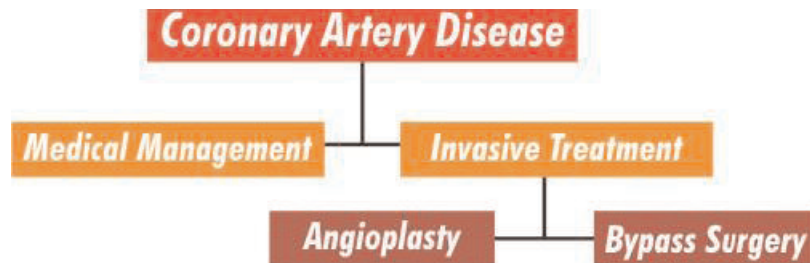 Coronary Artery Disease
Medical Management
Invasive Treatment
Angioplasty
Bypass Surgery